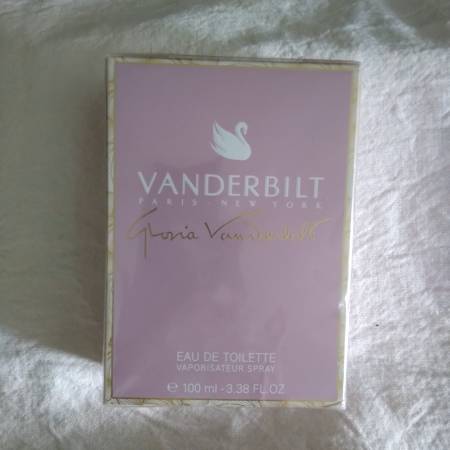 VANDERBILT
PARIS - NEW YORK
Gloria Vanderbilt
EAU DE TOILETTE
VAPORISATEUR SPRAY
℮ 100 ml - 3.38 FL.OZ